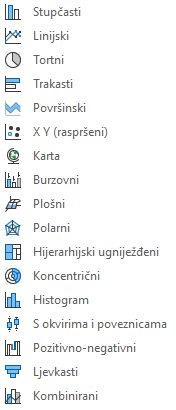 Stupčasti
Linijski
Tortni
Trakasti
Površinski
X Y (raspršeni)
Karta
Burzovni
Plošni
Polarni
Hijerarhijski ugniježđeni
Koncentrični
Histogram
S okvirima i poveznicama
Pozitivno-negativni
Ljevkasti
Kombinirani